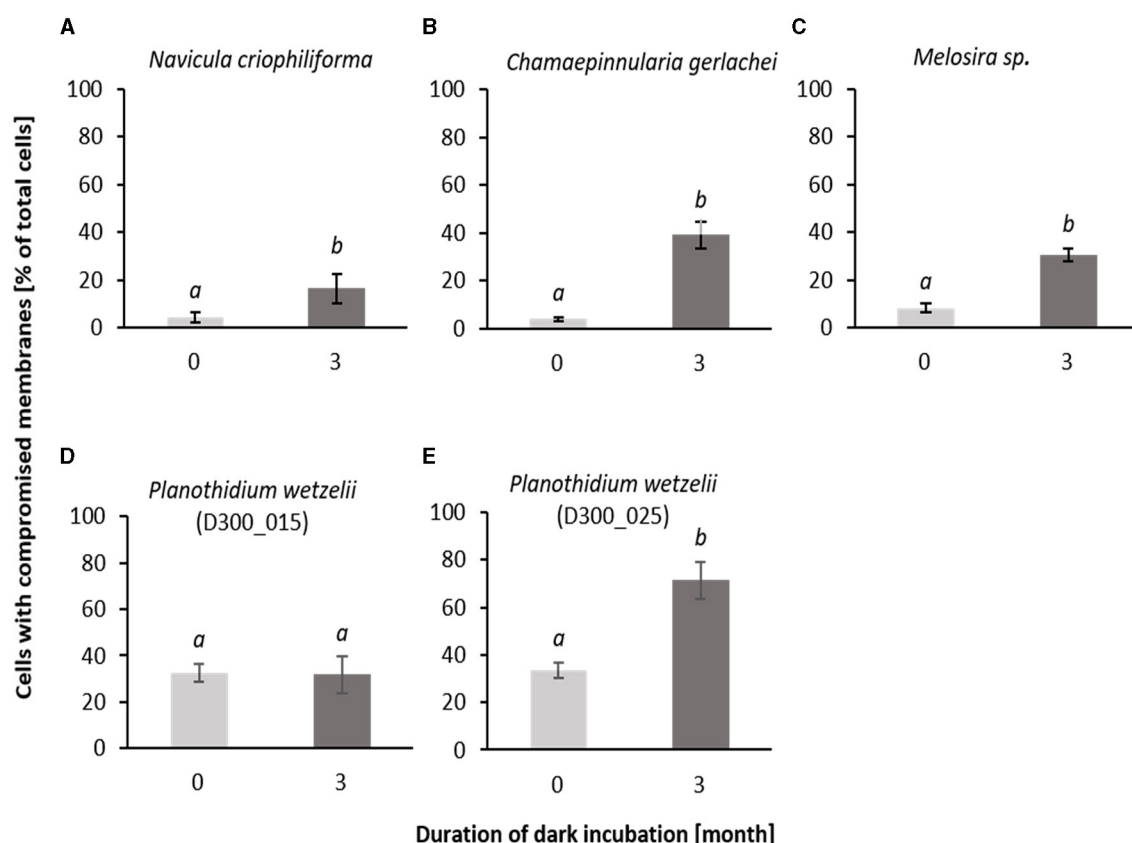 Cells with compromised membranes [% of total cells]
A
Navicula criophiliforma
100
80
60
40
20
0
a
b
0
3
B
Chamaepinnularia gerlachei
100
80
60
40
20
0
a
b
0
3
C
Melosira sp.
100
80
60
40
20
0
a
b
0
3
D
Planothidium wetzelii
(D300_015)
100
80
60
40
20
0
a
a
0
3
E
Planothidium wetzelii
(D300_025)
100
80
60
40
20
0
a
b
0
3
Duration of dark incubation [month]